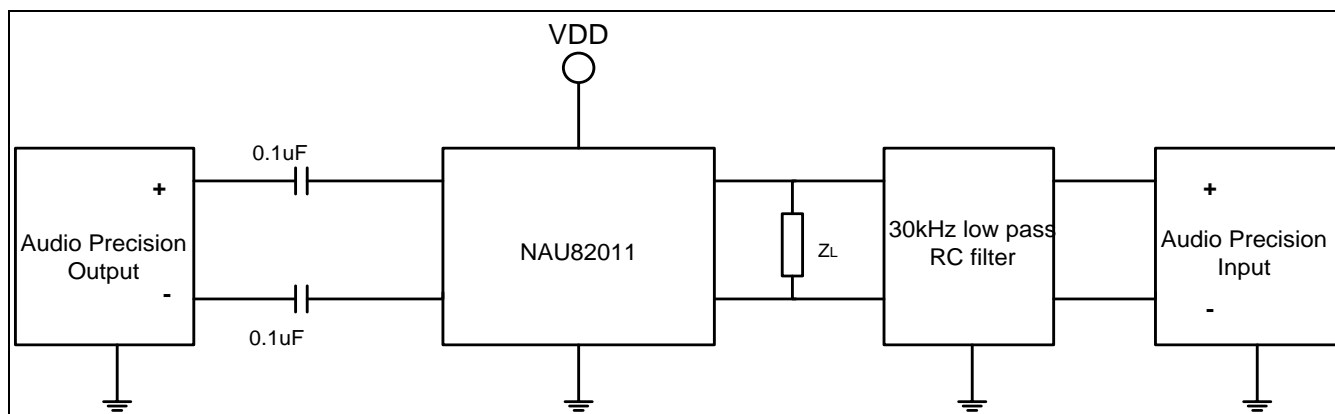 VDD
0.1uF
+
Audio Precision
Output
-
0.1uF
NAU82011
ZL
30kHz low pass
RC filter
+
Audio Precision
Input
-